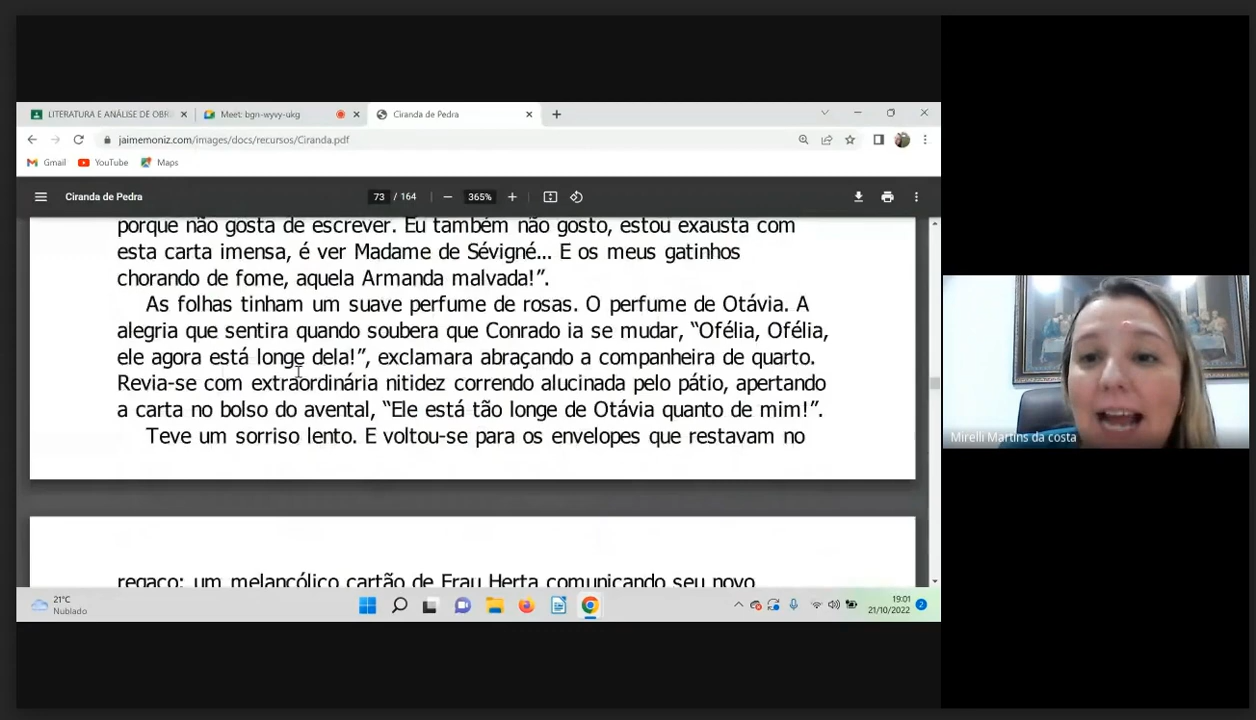 LITERATURA E ANÁLISE DE OBR
Meet: bgn-wyvy-ukg
Ciranda de Pedra
jaimemoniz.com/images/docs/recursos/Ciranda.pdf
Gmail YouTube Maps
Ciranda de Pedra 73 / 164 365%
porque não gosta de escrever. Eu também não gosto, estou exausta com
esta carta imensa, é ver Madame de Sévigné... E os meus gatinhos
chorando de fome, aquela Armanda malvada!”.
As folhas tinham um suave perfume de rosas. O perfume de Otávia. A
alegria que sentira quando soubera que Conrado ia se mudar, “Ofélia, Ofélia,
ele agora está longe dela!”, exclamara abraçando a companheira de quarto.
Revia-se com extraordinária nitidez correndo alucinada pelo pátio, apertando
a carta no bolso do avental, “Ele está tão longe de Otávia quanto de mim!”.
Teve um sorriso lento. E voltou-se para os envelopes que restavam no
regaço: um melancólico cartão de Frau Herta comunicando seu novo
Mirelli Martins da costa
21°C
Nublado
19:01
21/10/2022
2